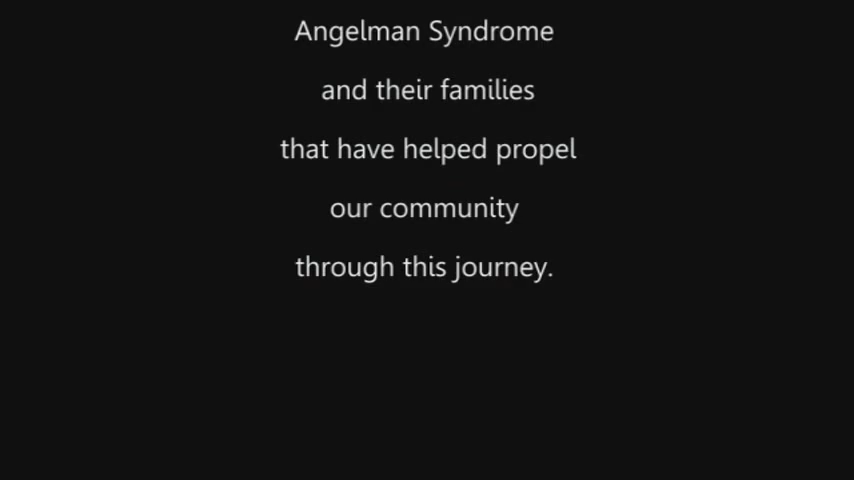 Angelman Syndrome
and their families
that have helped propel
our community
through this journey.